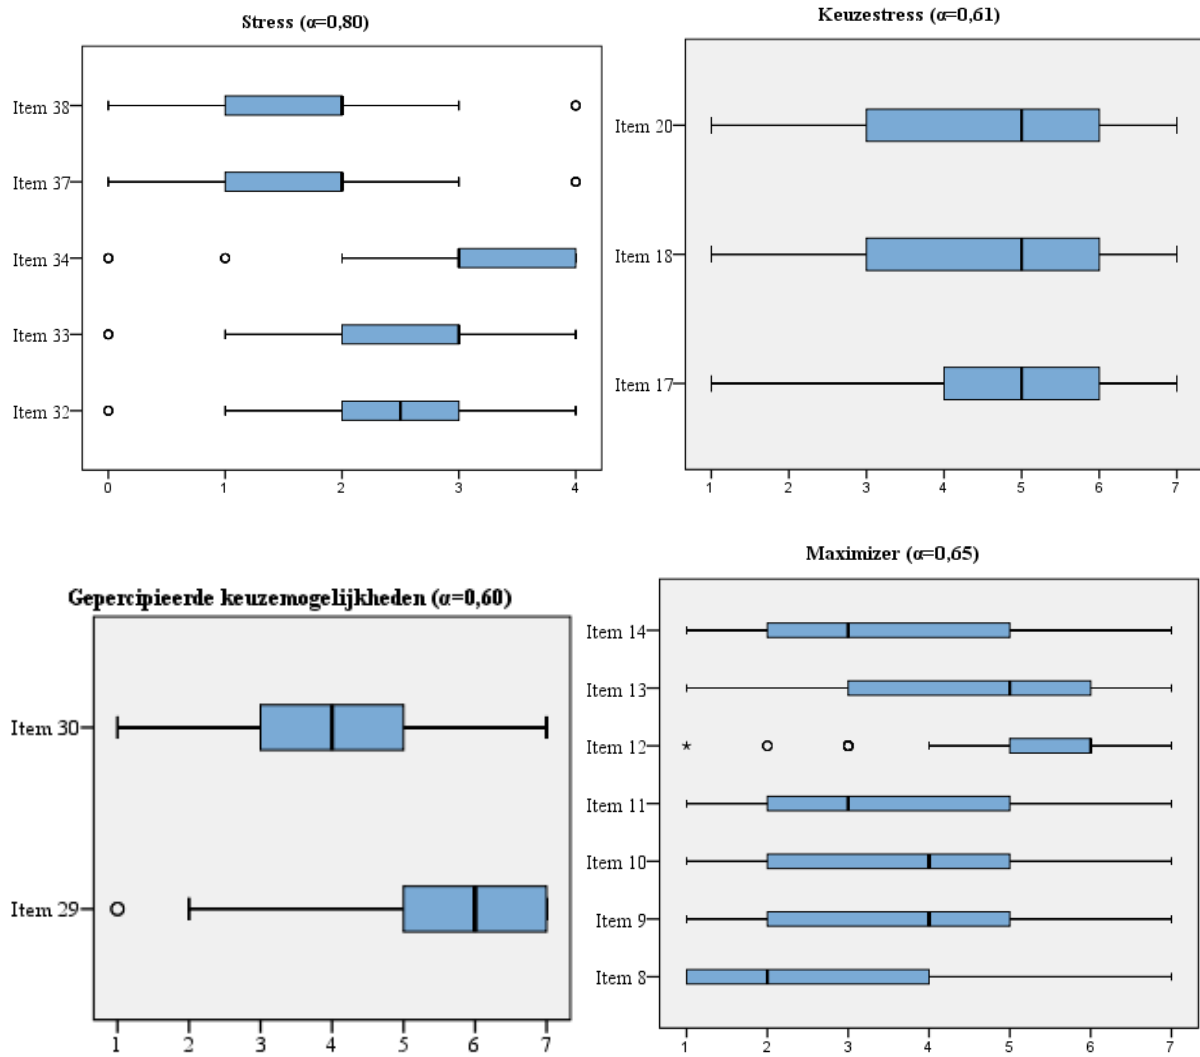 Stress (α=0,80)
Item 38
Item 37
Item 34
Item 33
Item 32
0 1 2 3 4
Keuzestress (α=0,61)
Item 20
Item 18
Item 17
1 2 3 4 5 6 7
Gepercipieerde keuzemogelijkheden (α=0,60)
Item 30
Item 29
1 2 3 4 5 6 7
Maximizer (α=0,65)
Item 14
Item 13
Item 12
Item 11
Item 10
Item 9
Item 8
1 2 3 4 5 6 7